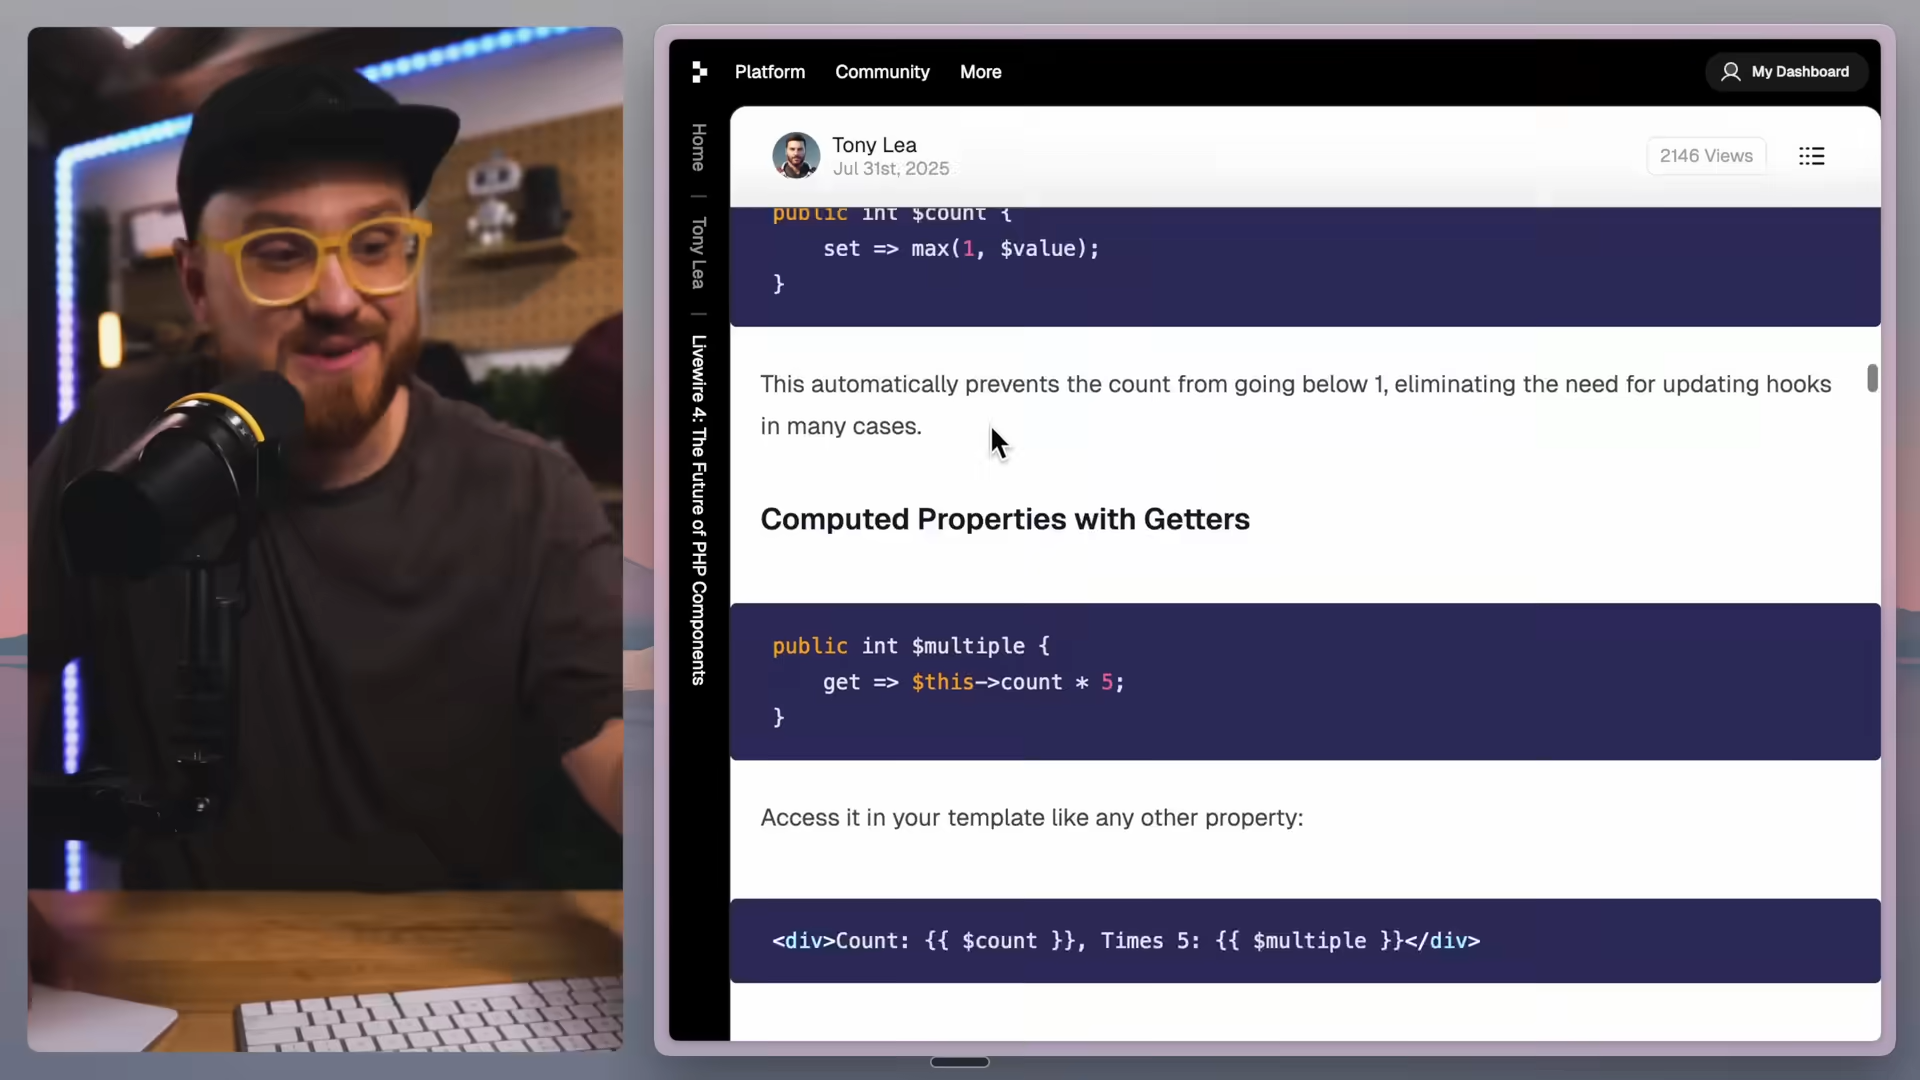 Platform Community More My Dashboard
Home | Tony Lea | Livewire 4: The Future of PHP Components
Tony Lea
Jul 31st, 2025
2146 Views
public int $count {
set => max(1, $value);
}
This automatically prevents the count from going below 1, eliminating the need for updating hooks
in many cases.
Computed Properties with Getters
public int $multiple {
get => $this->count * 5;
}
Access it in your template like any other property:
<div>Count: {{ $count }}, Times 5: {{ $multiple }}</div>